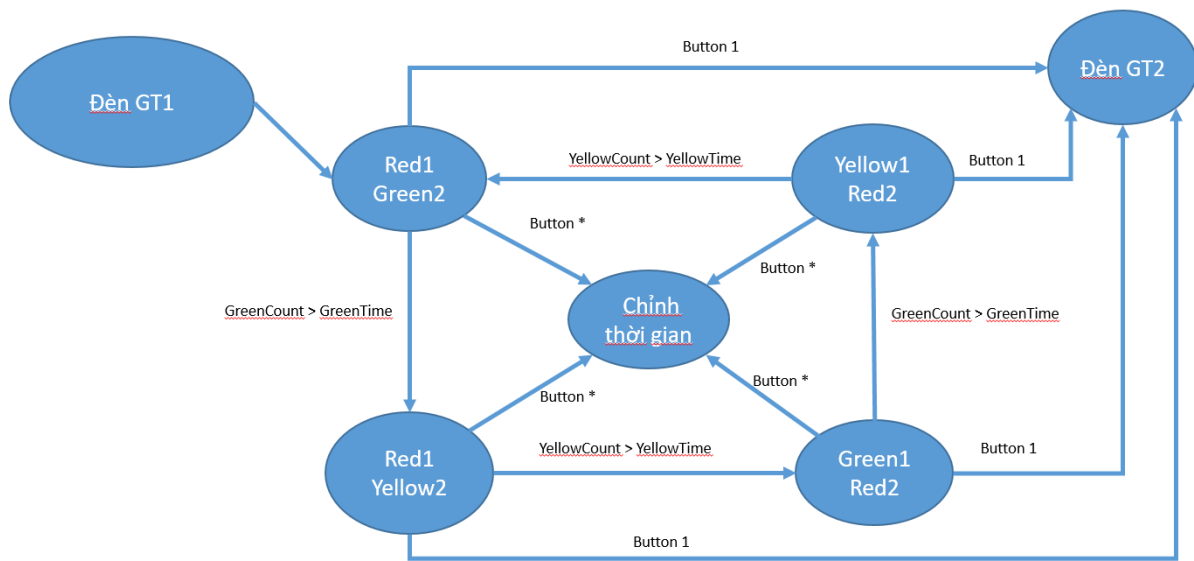 Button 1
Đèn GT2
Đèn GT1
Red1
Green2
YellowCount > YellowTime
Yellow1
Red2
Button 1
Button *
Button *
Chỉnh
thời gian
GreenCount > GreenTime
GreenCount > GreenTime
Button *
Button *
Red1
Yellow2
YellowCount > YellowTime
Green1
Red2
Button 1
Button 1